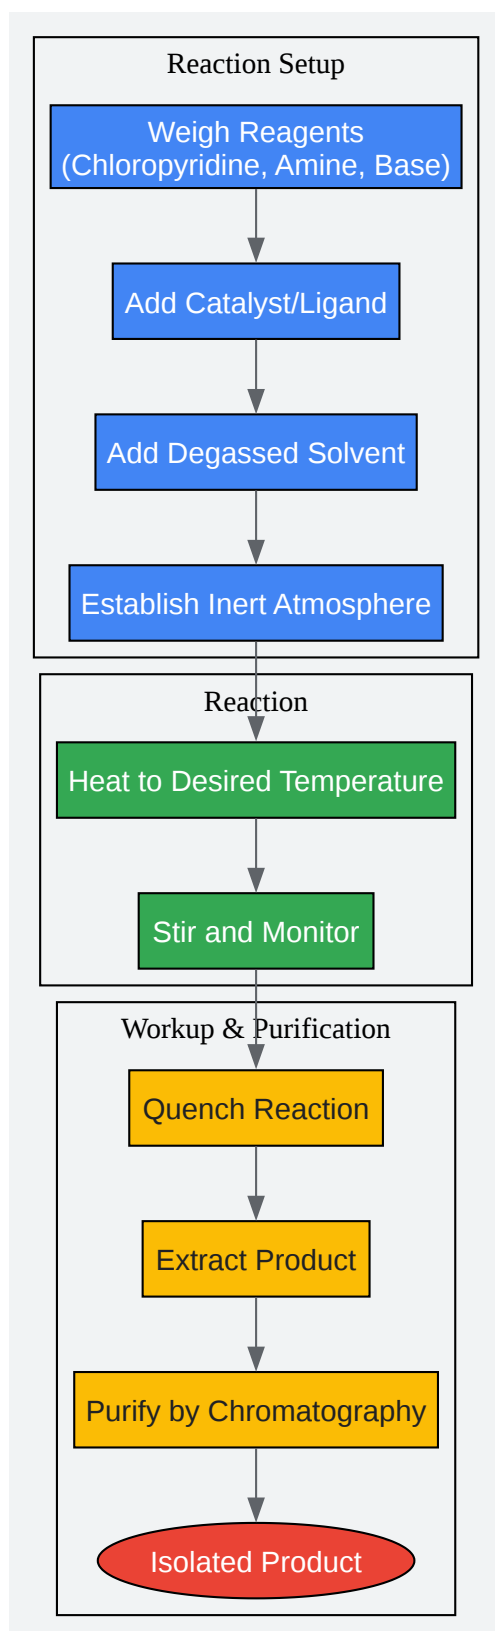 Reaction Setup
Weigh Reagents
(Chloropyridine, Amine, Base)
Add Catalyst/Ligand
Add Degassed Solvent
Establish Inert Atmosphere
Reaction
Heat to Desired Temperature
Stir and Monitor
Workup & Purification
Quench Reaction
Extract Product
Purify by Chromatography
Isolated Product